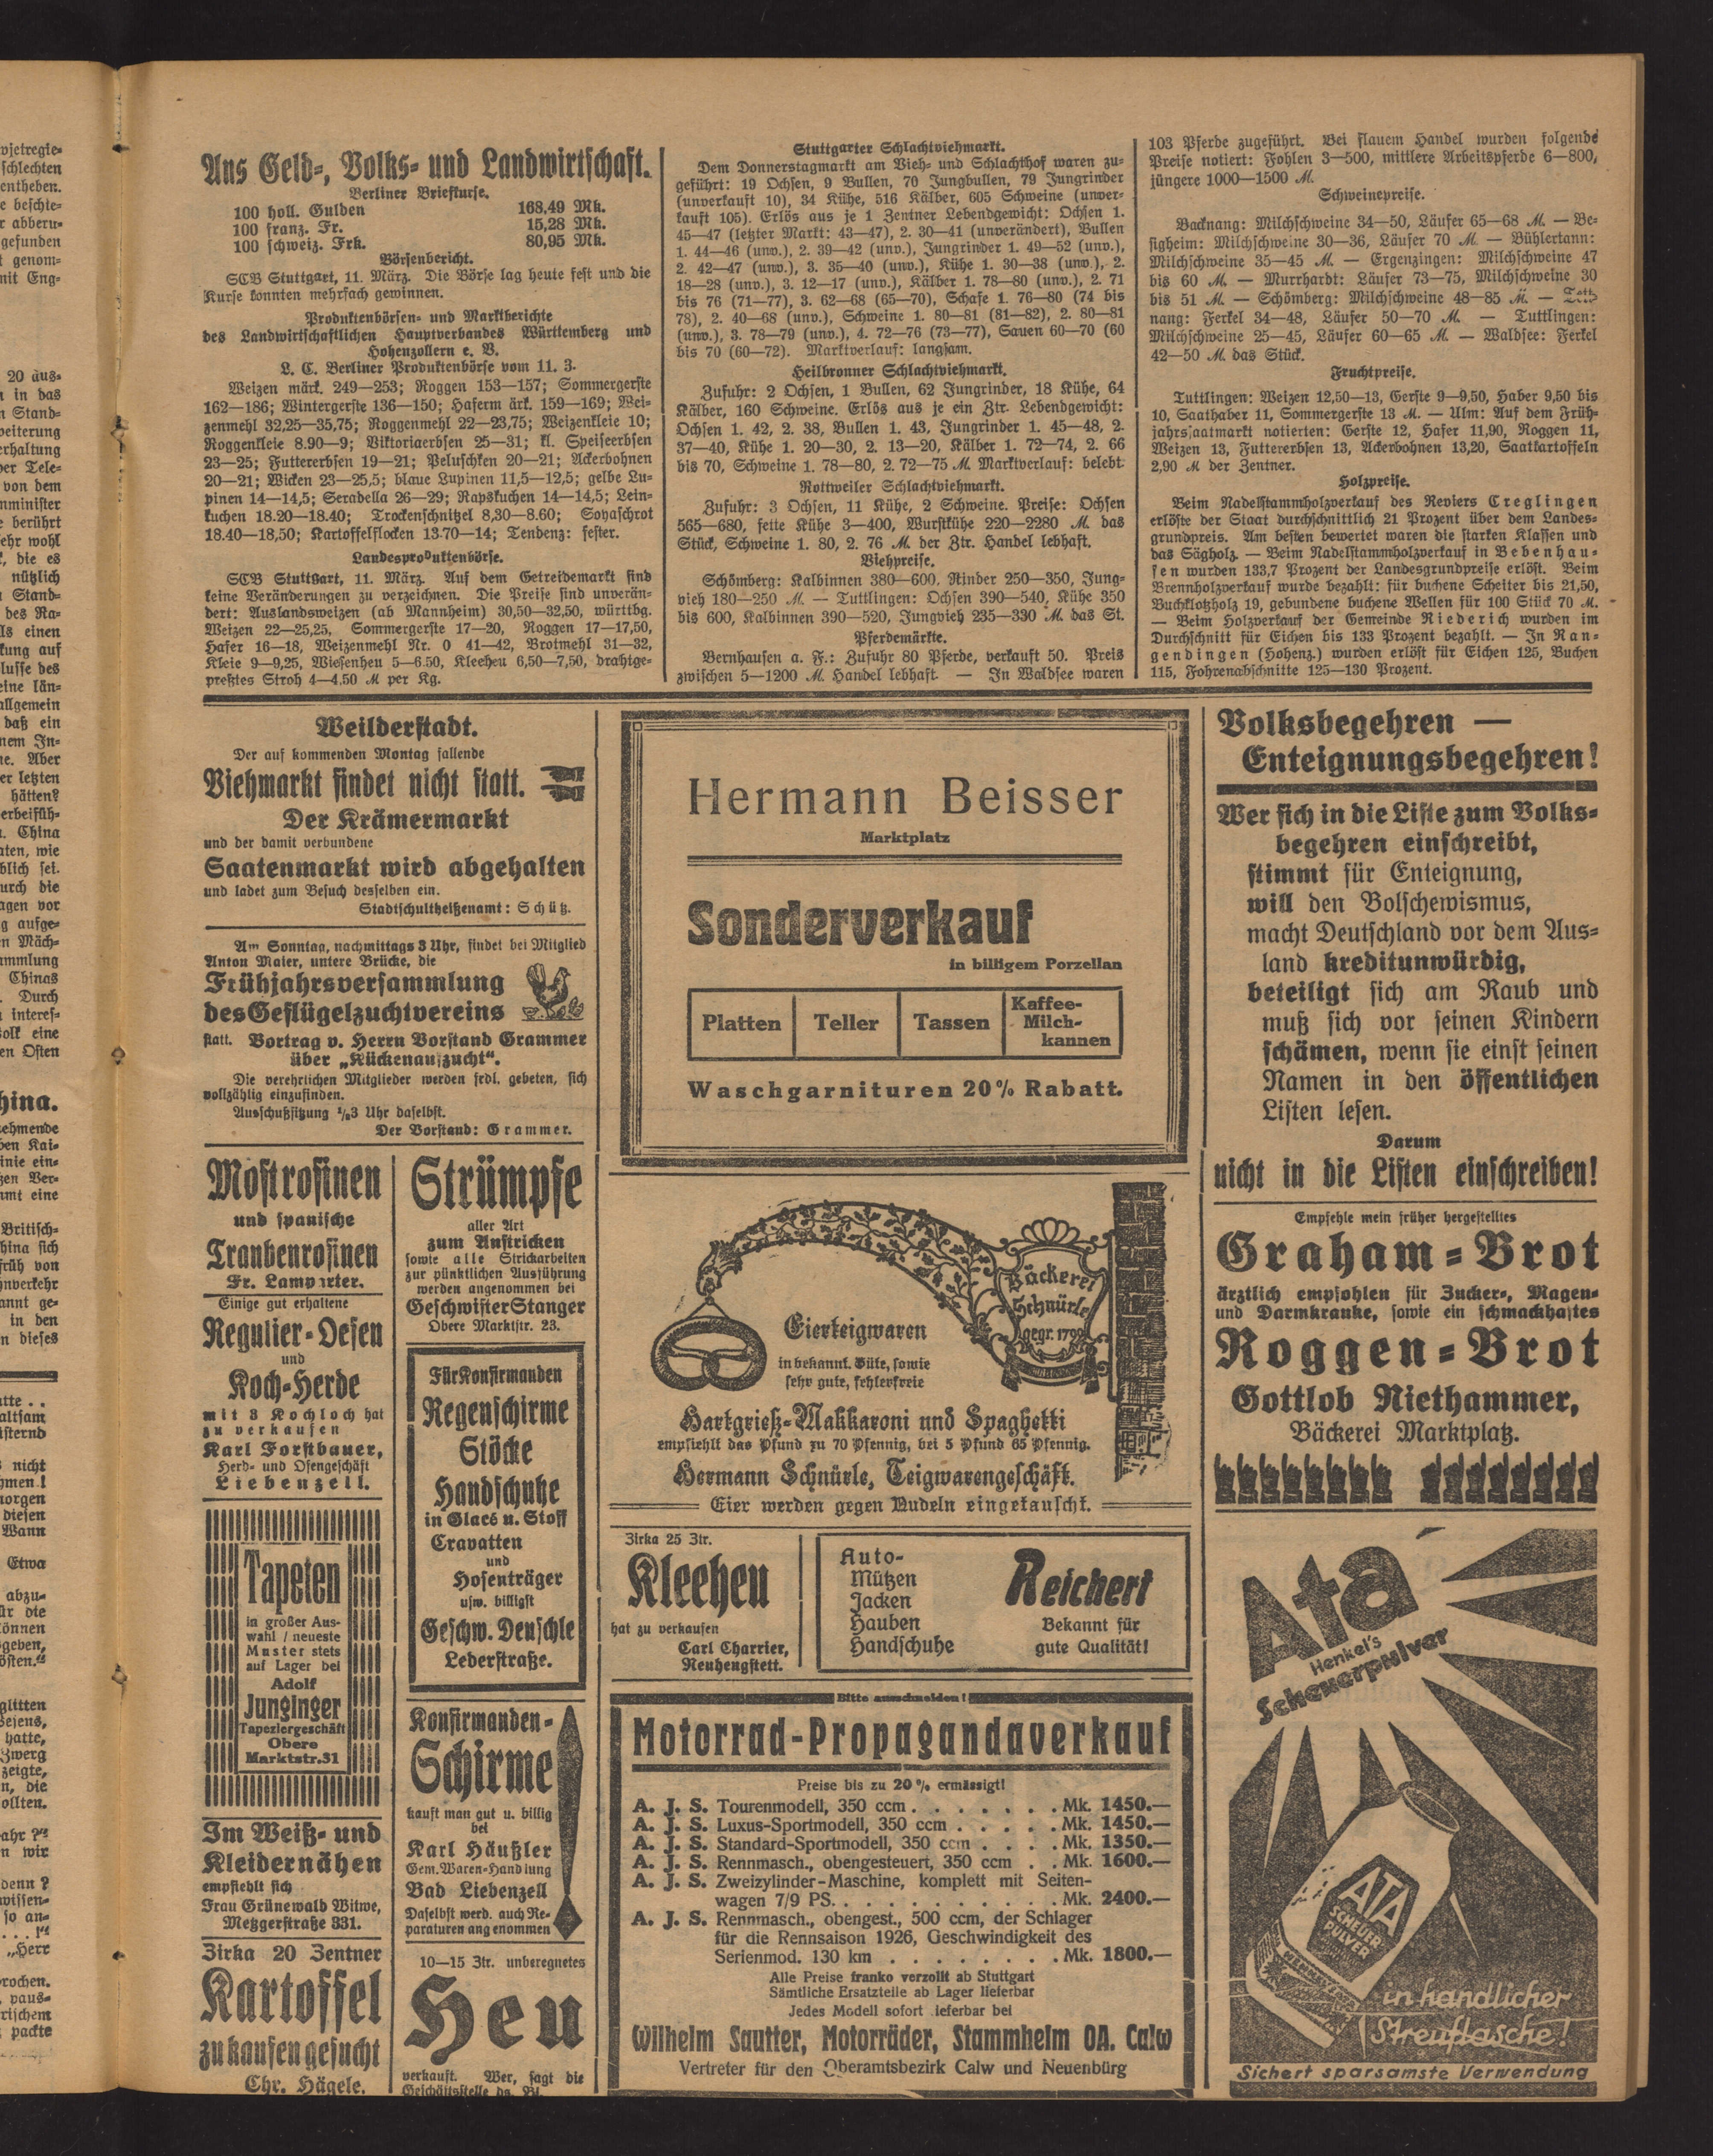 Aus Geld-, Volks- und Landwirtschaft.
Berliner Briefkurse.
100 holl. Gulden 168,49 Mk.
100 franz. Fr. 15,28 Mk.
100 schweiz. Frk. 80,95 Mk.
Börsenbericht.
SCB Stuttgart, 11. März. Die Börse lag heute fest und die
Kurse konnten mehrfach gewinnen.
Produktenbörsen- und Marktberichte
des Landwirtschaftlichen Hauptverbandes Württemberg und
Hohenzollern e. V.
L. C. Berliner Produktenbörse vom 11. 3.
Weizen märk. 249—253; Roggen 153—157; Sommergerste
162—186; Wintergerste 136—150; Haferm ärk. 159—169; Wei-
zenmehl 32,25—35,75; Roggenmehl 22—23,75; Weizenkleie 10;
Roggenkleie 8.90—9; Viktoriaerbsen 25—31; kl. Speiseerbsen
23—25; Futtererbsen 19—21; Peluschken 20—21; Ackerbohnen
20—21; Wicken 23—25,5; blaue Lupinen 11,5—12,5; gelbe Lu-
pinen 14—14,5; Seradella 26—29; Rapskuchen 14—14,5; Lein-
kuchen 18.20—18.40; Trockenschnitzel 8,30—8.60; Soyaschrot
18.40—18,50; Kartoffelflocken 13.70—14; Tendenz: fester.
Landesproduktenbörse.
SCB Stuttgart, 11. März. Auf dem Getreidemarkt sind
keine Veränderungen zu verzeichnen. Die Preise sind unverän-
dert: Auslandsweizen (ab Mannheim) 30,50—32,50, württbg.
Weizen 22—25,25, Sommergerste 17—20, Roggen 17—17,50,
Hafer 16—18, Weizenmehl Nr. 0 41—42, Brotmehl 31—32,
Kleie 9—9,25, Wiesenheu 5—6.50, Kleeheu 6,50—7,50, drahtge-
preßtes Stroh 4—4.50 M per Kg.
Stuttgarter Schlachtviehmarkt.
Dem Donnerstagmarkt am Vieh- und Schlachthof waren zu-
geführt: 19 Ochsen, 9 Bullen, 70 Jungbullen, 79 Jungrinder
(unverkauft 10), 34 Kühe, 516 Kälber, 605 Schweine (unver-
kauft 105). Erlös aus je 1 Zentner Lebendgewicht: Ochsen 1.
45—47 (letzter Markt: 43—47), 2. 30—41 (unverändert), Bullen
1. 44—46 (unv.), 2. 39—42 (unv.), Jungrinder 1. 49—52 (unv.),
2. 42—47 (unv.), 3. 35—40 (unv.), Kühe 1. 30—38 (unv.), 2.
18—28 (unv.), 3. 12—17 (unv.), Kälber 1. 78—80 (unv.), 2. 71
bis 76 (71—77), 3. 62—68 (65—70), Schafe 1. 76—80 (74 bis
78), 2. 40—68 (unv.), Schweine 1. 80—81 (81—82), 2. 80—81
(unv.), 3. 78—79 (unv.), 4. 72—76 (73—77), Sauen 60—70 (60
bis 70 (60—72). Marktverlauf: langsam.
Heilbronner Schlachtviehmarkt.
Zufuhr: 2 Ochsen, 1 Bullen, 62 Jungrinder, 18 Kühe, 64
Kälber, 160 Schweine. Erlös aus je ein Ztr. Lebendgewicht:
Ochsen 1. 42, 2. 38, Bullen 1. 43, Jungrinder 1. 45—48, 2.
37—40, Kühe 1. 20—30, 2. 13—20, Kälber 1. 72—74, 2. 66
bis 70, Schweine 1. 78—80, 2. 72—75 M. Marktverlauf: belebt.
Rottweiler Schlachtviehmarkt.
Zufuhr: 3 Ochsen, 11 Kühe, 2 Schweine. Preise: Ochsen
565—680, fette Kühe 3—400, Wurstkühe 220—2280 M. das
Stück, Schweine 1. 80, 2. 76 M. der Ztr. Handel lebhaft.
Viehpreise.
Schömberg: Kalbinnen 380—600, Rinder 250—350, Jung-
vieh 180—250 M. — Tuttlingen: Ochsen 390—540, Kühe 350
bis 600, Kalbinnen 390—520, Jungvieh 235—330 M. das St.
Pferdemärkte.
Bernhausen a. F.: Zufuhr 80 Pferde, verkauft 50. Preis
zwischen 5—1200 M. Handel lebhaft. — In Waldsee waren
103 Pferde zugeführt. Bei flauem Handel wurden folgende
Preise notiert: Fohlen 3—500, mittlere Arbeitspferde 6—800,
jüngere 1000—1500 M.
Schweinepreise.
Backnang: Milchschweine 34—50, Läufer 65—68 M. — Be-
sigheim: Milchschweine 30—36, Läufer 70 M. — Bühlertann:
Milchschweine 35—45 M. — Ergenzingen: Milchschweine 47
bis 60 M. — Murrhardt: Läufer 73—75, Milchschweine 30
bis 51 M. — Schömberg: Milchschweine 48—85 M. — Tett-
nang: Ferkel 34—48, Läufer 50—70 M. — Tuttlingen:
Milchschweine 25—45, Läufer 60—65 M. — Waldsee: Ferkel
42—50 M. das Stück.
Fruchtpreise.
Tuttlingen: Weizen 12,50—13, Gerste 9—9,50, Haber 9,50 bis
10, Saathaber 11, Sommergerste 13 M. — Ulm: Auf dem Früh-
jahrssaatmarkt notierten: Gerste 12, Hafer 11,90, Roggen 11,
Weizen 13, Futtererbsen 13, Ackerbohnen 13,20, Saatkartoffeln
2,90 M der Zentner.
Holzpreise.
Beim Nadelstammholzverkauf des Reviers Creglingen
erlöste der Staat durchschnittlich 21 Prozent über dem Landes-
grundpreis. Am besten bewertet waren die starken Klassen und
das Sägholz. — Beim Nadelstammholzverkauf in Bebenhau-
sen wurden 133,7 Prozent der Landesgrundpreise erlöst. Beim
Brennholzverkauf wurde bezahlt: für buchene Scheiter bis 21,50,
Buchklotzholz 19, gebundene buchene Wellen für 100 Stück 70 M.
— Beim Holzverkauf der Gemeinde Riederich wurden im
Durchschnitt für Eichen bis 133 Prozent bezahlt. — In Ran-
gendingen (Hohenz.) wurden erlöst für Eichen 125, Buchen
115, Fohrenabschnitte 125—130 Prozent.
Weilderstadt.
Der auf kommenden Montag fallende
Viehmarkt findet nicht statt.
Der Krämermarkt
und der damit verbundene
Saatenmarkt wird abgehalten
und ladet zum Besuch desselben ein.
Stadtschultheißenamt: Schütz.
Am Sonntag, nachmittags 3 Uhr, findet bei Mitglied
Anton Maier, untere Brücke, die
Frühjahrsversammlung
des Geflügelzuchtvereins
statt. Vortrag v. Herrn Vorstand Grammer
über „Kückenaufzucht“.
Die verehrlichen Mitglieder werden frdl. gebeten, sich
vollzählig einzufinden.
Ausschußsitzung ½3 Uhr daselbst.
Der Vorstand: Grammer.
Mostrosinen
und spanische
Traubenrosinen
Fr. Lamparter.
Einige gut erhaltene
Regulier-Oefen
und
Koch-Herde
mit 3 Kochloch hat
zu verkaufen
Karl Forstbauer,
Herd- und Ofengeschäft
Liebenzell.
Tapeten
in großer Aus-
wahl / neueste
Muster stets
auf Lager bei
Adolf
Junginger
Tapeziergeschäft
Obere
Marktstr. 31
Im Weiß- und
Kleidernähen
empfiehlt sich
Frau Grünewald Witwe,
Metzgerstraße 331.
Zirka 20 Zentner
Kartoffel
zu kaufen gesucht
Chr. Hägele.
Strümpfe
aller Art
zum Anstricken
sowie alle Strickarbeiten
zur pünktlichen Ausführung
werden angenommen bei
Geschwister Stanger
Obere Marktstr. 23.
Für Konfirmanden
Regenschirme
Stöcke
Handschuhe
in Glacé u. Stoff
Cravatten
und
Hosenträger
usw. billigst
Geschw. Deuschle
Lederstraße.
Konfirmanden-
Schirme
kauft man gut u. billig
bei
Karl Häußler
Gem. Waren-Handlung
Bad Liebenzell
Daselbst werd. auch Re-
paraturen angenommen
10—15 Ztr. unberegnetes
Heu
verkauft. Wer, sagt die
Geschäftsstelle ds. Bl.
Hermann Beisser
Marktplatz
Sonderverkauf
in billigem Porzellan
Platten
Teller
Tassen
Kaffee-
Milch-
kannen
Waschgarnituren 20% Rabatt.
Bäckerei
Schnürle
gegr. 1799
Eierteigwaren
in bekannt. Güte, sowie
sehr gute, fehlerfreie
Hartgrieß-Makkaroni und Spaghetti
empfiehlt das Pfund zu 70 Pfennig, bei 5 Pfund 65 Pfennig.
Hermann Schnürle, Teigwarengeschäft.
Eier werden gegen Nudeln eingetauscht.
Zirka 25 Ztr.
Kleeheu
hat zu verkaufen
Carl Charrier,
Neuhengstett.
Auto-
Mützen
Jacken
Hauben
Handschuhe
Reichert
Bekannt für
gute Qualität!
Bitte ausschneiden!
Motorrad-Propagandaverkauf
Preise bis zu 20% ermässigt!
A. J. S. Tourenmodell, 350 ccm . . . . . . . Mk. 1450.—
A. J. S. Luxus-Sportmodell, 350 ccm . . . . . Mk. 1450.—
A. J. S. Standard-Sportmodell, 350 ccm . . . . Mk. 1350.—
A. J. S. Rennmasch., obengesteuert, 350 ccm . . Mk. 1600.—
A. J. S. Zweizylinder-Maschine, komplett mit Seiten-
wagen 7/9 PS. . . . . . . . . . . . Mk. 2400.—
A. J. S. Rennmasch., obengest., 500 ccm, der Schlager
für die Rennsaison 1926, Geschwindigkeit des
Serienmod. 130 km . . . . . . . . Mk. 1800.—
Alle Preise franko verzollt ab Stuttgart
Sämtliche Ersatzteile ab Lager lieferbar
Jedes Modell sofort lieferbar bei
Wilhelm Sautter, Motorräder, Stammheim OA. Calw
Vertreter für den Oberamtsbezirk Calw und Neuenbürg
Volksbegehren —
Enteignungsbegehren!
Wer sich in die Liste zum Volks-
begehren einschreibt,
stimmt für Enteignung,
will den Bolschewismus,
macht Deutschland vor dem Aus-
land kreditunwürdig,
beteiligt sich am Raub und
muß sich vor seinen Kindern
schämen, wenn sie einst seinen
Namen in den öffentlichen
Listen lesen.
Darum
nicht in die Listen einschreiben!
Empfehle mein früher hergestelltes
Graham-Brot
ärztlich empfohlen für Zucker-, Magen-
und Darmkranke, sowie ein schmackhaftes
Roggen-Brot
Gottlob Niethammer,
Bäckerei Marktplatz.
Ata
Henkel's
Scheuerpulver
ATA
SCHEUER
PULVER
in handlicher
Streuflasche!
Sichert sparsamste Verwendung